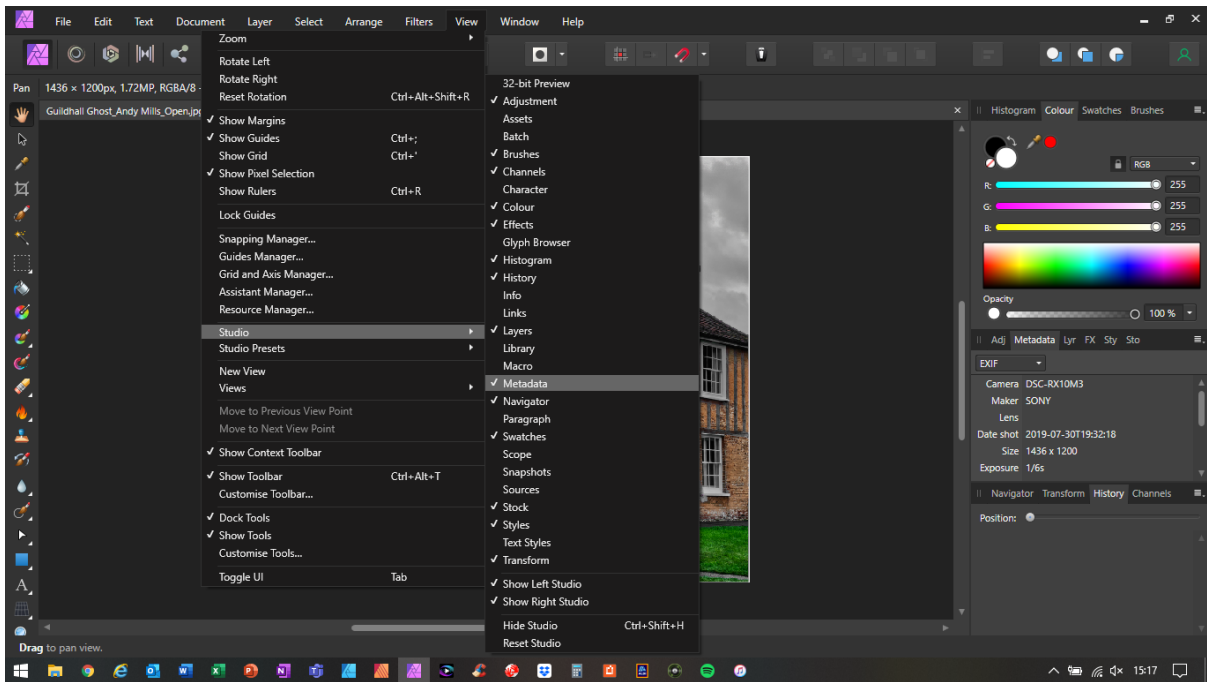 File Edit Text Document Layer Select Arrange Filters View Window Help
Pan 1436 × 1200px, 1.72MP, RGBA/8 -
Guildhall Ghost_Andy Mills_Open.jpg
Zoom
Rotate Left
Rotate Right
Reset Rotation Ctrl+Alt+Shift+R
Show Margins
Show Guides Ctrl+;
Show Grid Ctrl+'
Show Pixel Selection
Show Rulers Ctrl+R
Lock Guides
Snapping Manager...
Guides Manager...
Grid and Axis Manager...
Assistant Manager...
Resource Manager...
Studio
Studio Presets
New View
Views
Move to Previous View Point
Move to Next View Point
Show Context Toolbar
Show Toolbar Ctrl+Alt+T
Customise Toolbar...
Dock Tools
Show Tools
Customise Tools...
Toggle UI Tab
32-bit Preview
Adjustment
Assets
Batch
Brushes
Channels
Character
Colour
Effects
Glyph Browser
Histogram
History
Info
Links
Layers
Library
Macro
Metadata
Navigator
Paragraph
Swatches
Scope
Snapshots
Sources
Stock
Styles
Text Styles
Transform
Show Left Studio
Show Right Studio
Hide Studio Ctrl+Shift+H
Reset Studio
Histogram Colour Swatches Brushes
RGB
R: 255
G: 255
B: 255
Opacity
100 %
Adj Metadata Lyr FX Sty Sto
EXIF
Camera DSC-RX10M3
Maker SONY
Lens
Date shot 2019-07-30T19:32:18
Size 1436 x 1200
Exposure 1/6s
Navigator Transform History Channels
Position:
Drag to pan view.
15:17